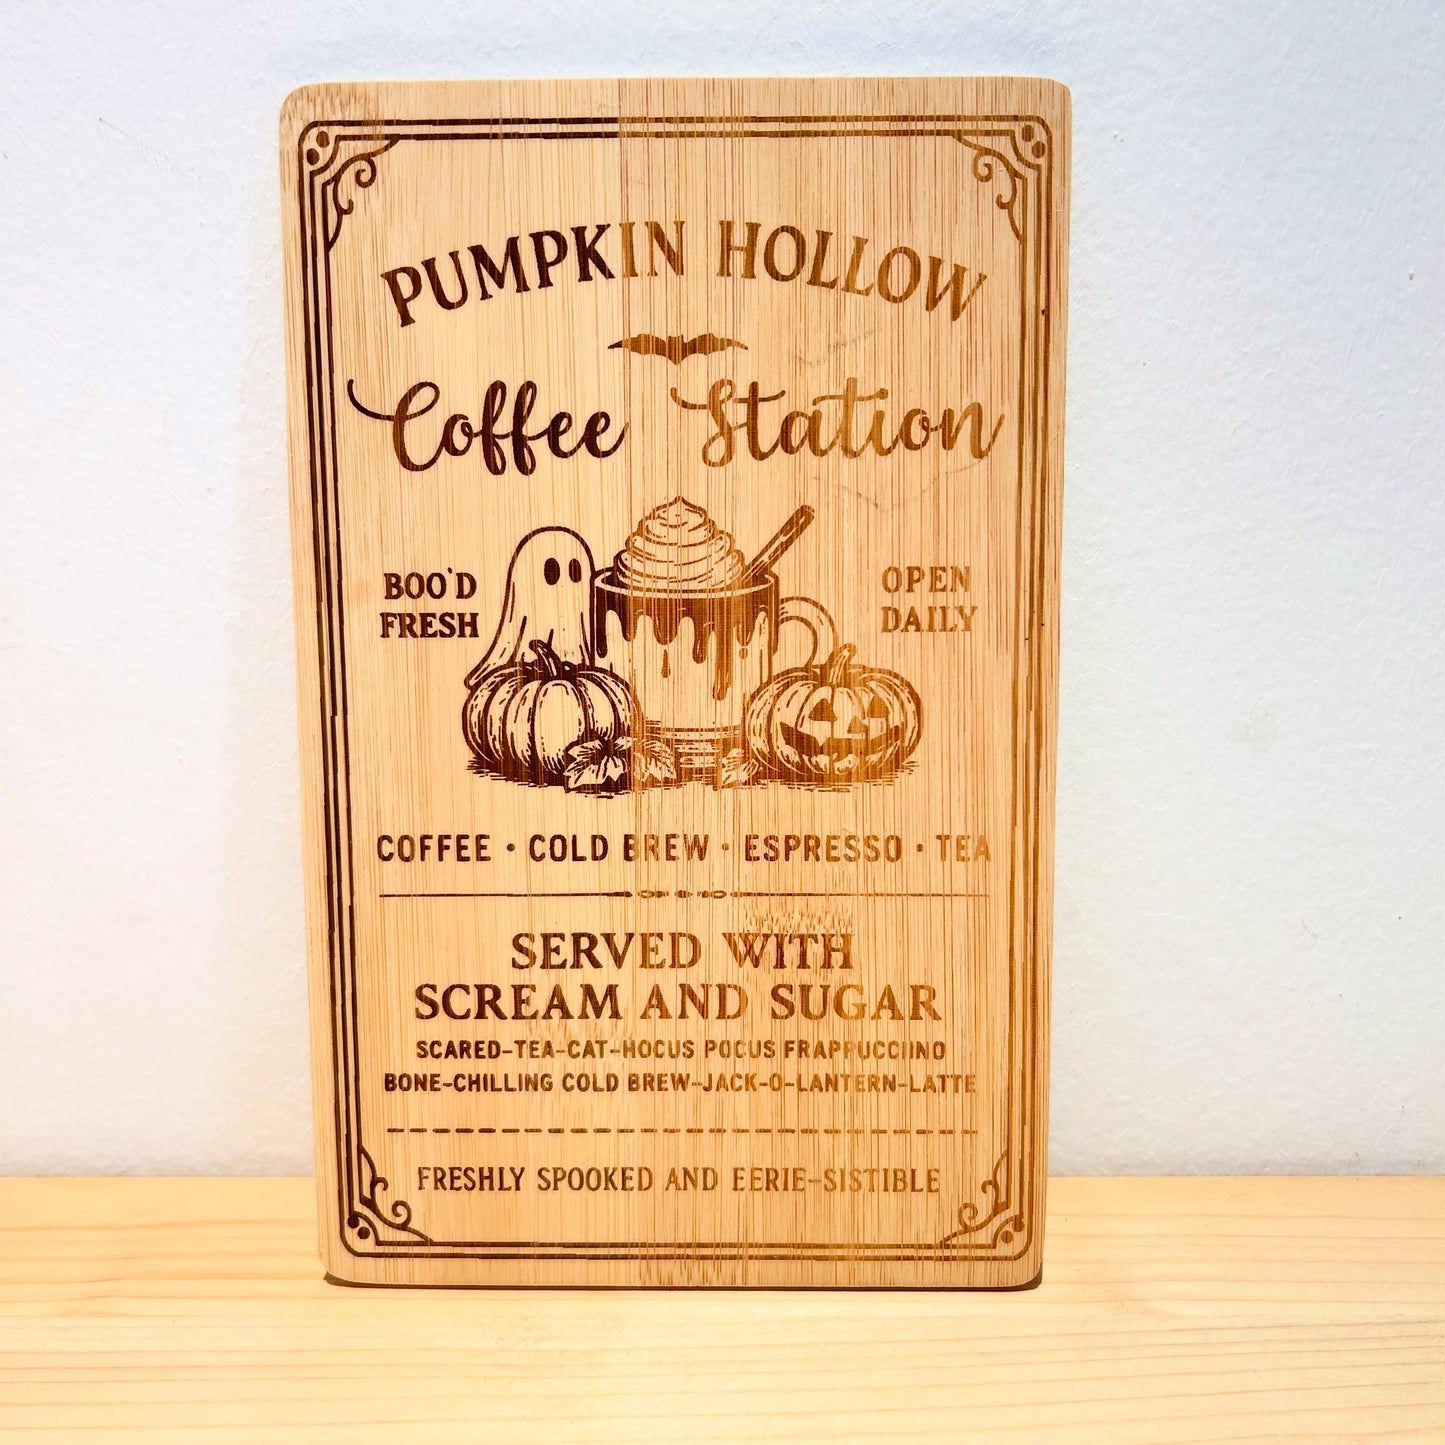 PUMPKIN HOLLOW
Coffee Station
BOO'D
FRESH
OPEN
DAILY
COFFEE • COLD BREW • ESPRESSO • TEA
SERVED WITH
SCREAM AND SUGAR
SCARED-TEA-CAT-HOCUS POCUS FRAPPUCCIINO
BONE-CHILLING COLD BREW-JACK-O-LANTERN-LATTE
FRESHLY SPOOKED AND EERIE-SISTIBLE